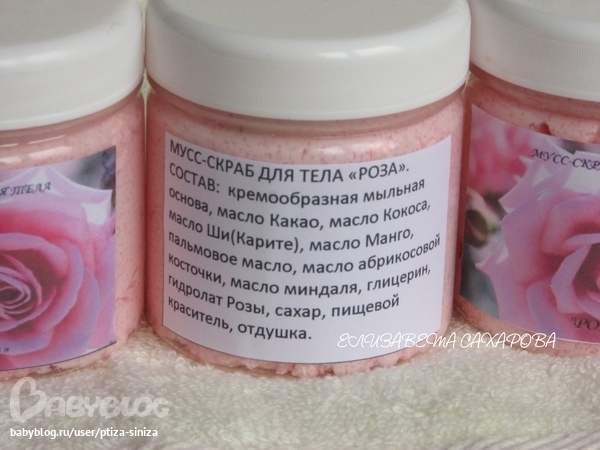 МУСС-СКРАБ ДЛЯ ТЕЛА «РОЗА».
СОСТАВ: кремообразная мыльная
основа, масло Какао, масло Кокоса,
масло Ши(Карите), масло Манго,
пальмовое масло, масло абрикосовой
косточки, масло миндаля, глицерин,
гидролат Розы, сахар, пищевой
краситель, отдушка.
ТЕЛА
МУСС-СКРА
РО
ЕЛИЗАВЕТА САХАРОВА
BABYBLOG
babyblog.ru/user/ptiza-siniza